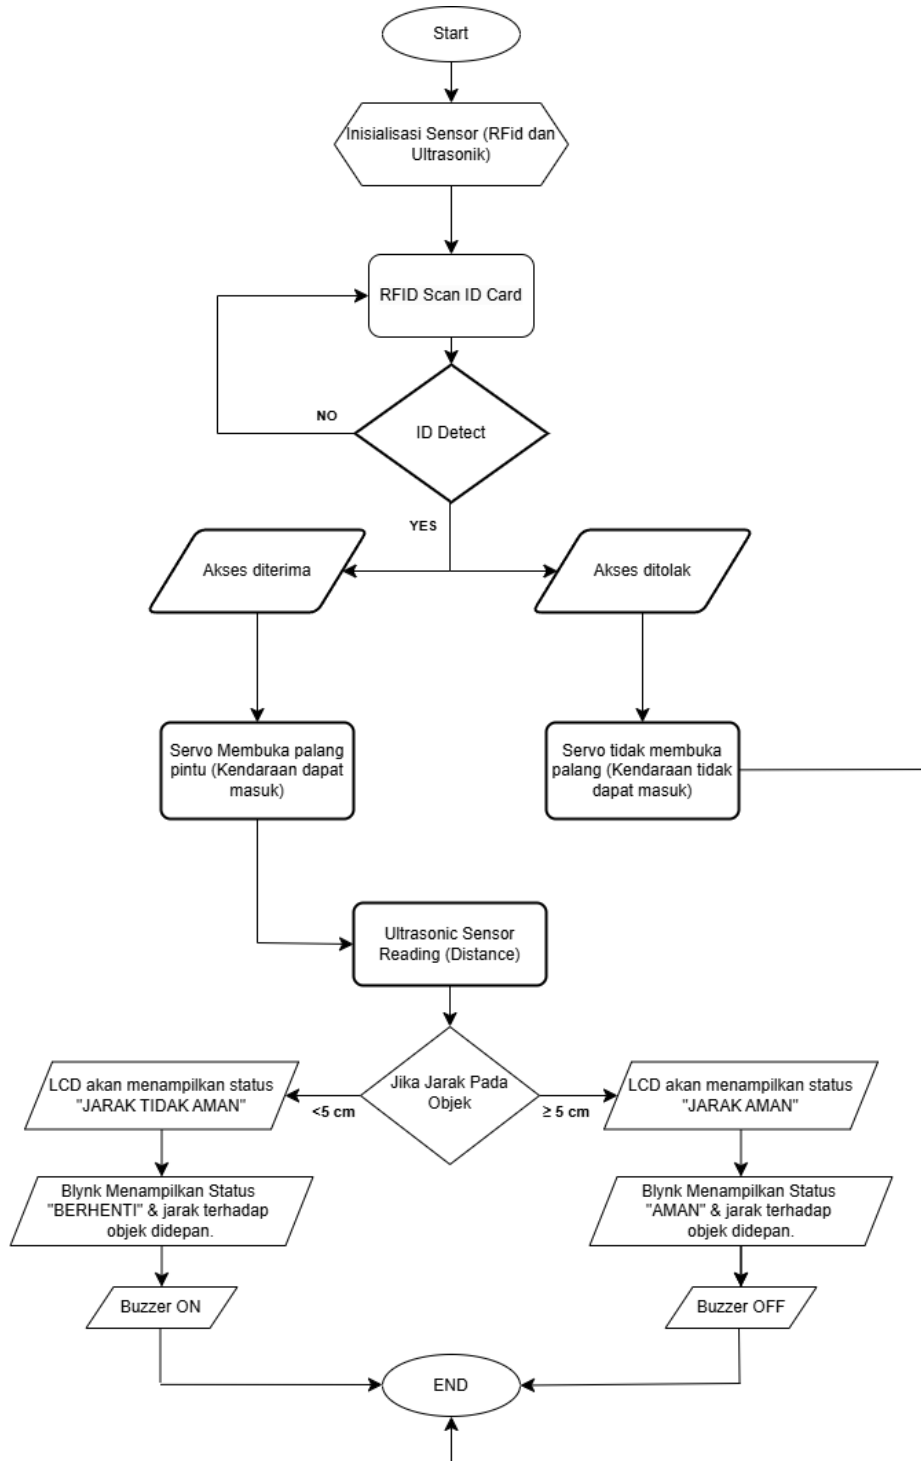 Start
Inisialisasi Sensor (RFid dan
Ultrasonik)
RFID Scan ID Card
NO
ID Detect
YES
Akses diterima
Akses ditolak
Servo Membuka palang
pintu (Kendaraan dapat
masuk)
Servo tidak membuka
palang (Kendaraan tidak
dapat masuk)
Ultrasonic Sensor
Reading (Distance)
Jika Jarak Pada
Objek
<5 cm
≥ 5 cm
LCD akan menampilkan status
"JARAK TIDAK AMAN"
LCD akan menampilkan status
"JARAK AMAN"
Blynk Menampilkan Status
"BERHENTI" & jarak terhadap
objek didepan.
Blynk Menampilkan Status
"AMAN" & jarak terhadap
objek didepan.
Buzzer ON
Buzzer OFF
END